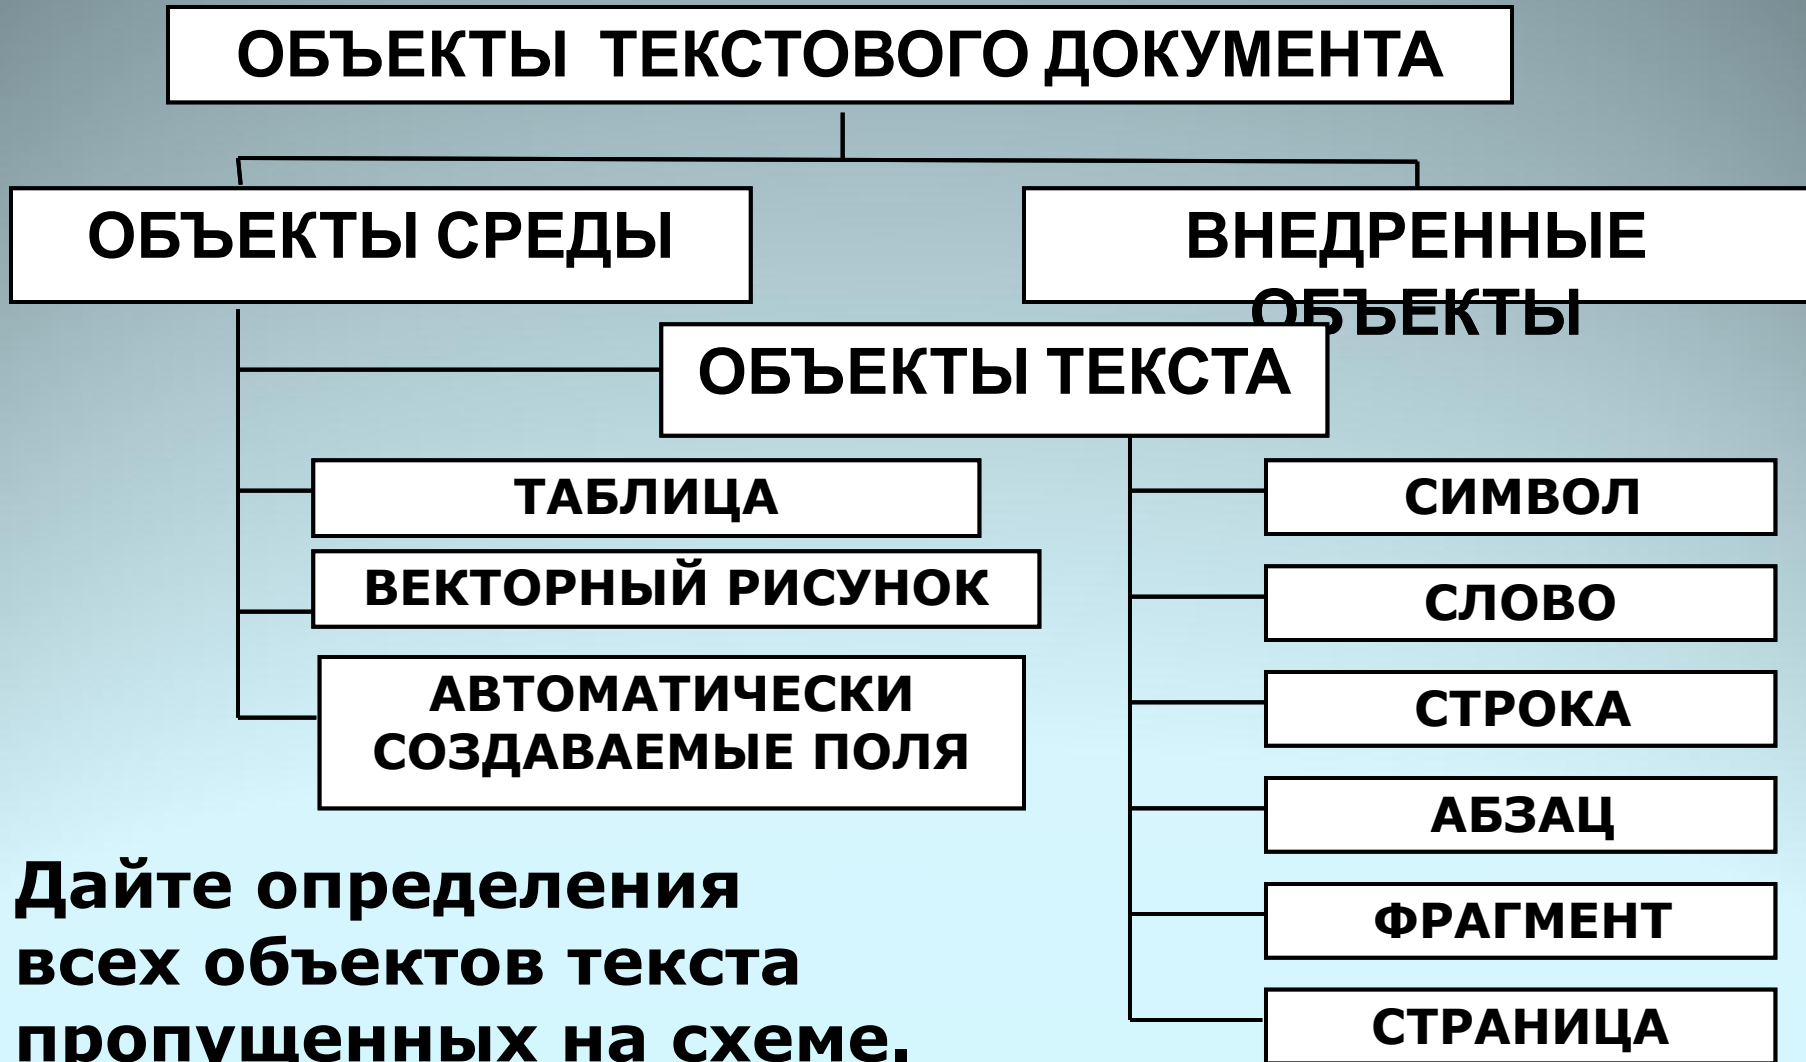 ОБЪЕКТЫ ТЕКСТОВОГО ДОКУМЕНТА
ОБЪЕКТЫ СРЕДЫ
ВНЕДРЕННЫЕ
ОБЪЕКТЫ
ОБЪЕКТЫ ТЕКСТА
ТАБЛИЦА
ВЕКТОРНЫЙ РИСУНОК
АВТОМАТИЧЕСКИ
СОЗДАВАЕМЫЕ ПОЛЯ
СИМВОЛ
СЛОВО
СТРОКА
АБЗАЦ
ФРАГМЕНТ
СТРАНИЦА
Дайте определения
всех объектов текста
пропущенных на схеме.